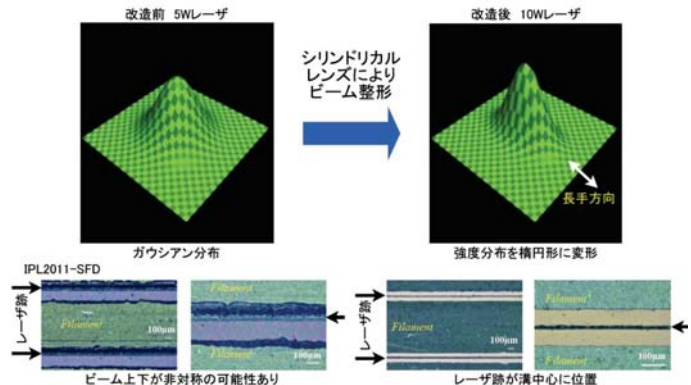 改造前 5Wレーザ
改造後 10Wレーザ
シリンドリカル
レンズにより
ビーム整形
長手方向
ガウシアン分布
強度分布を楕円形に変形
IPL2011-SFD
レーザ跡
Filament
100μm
Filament
Filament
100μm
レーザ跡
Filament
100μm
Filament
Filament
100μm
ビーム上下が非対称の可能性あり
レーザ跡が溝中心に位置